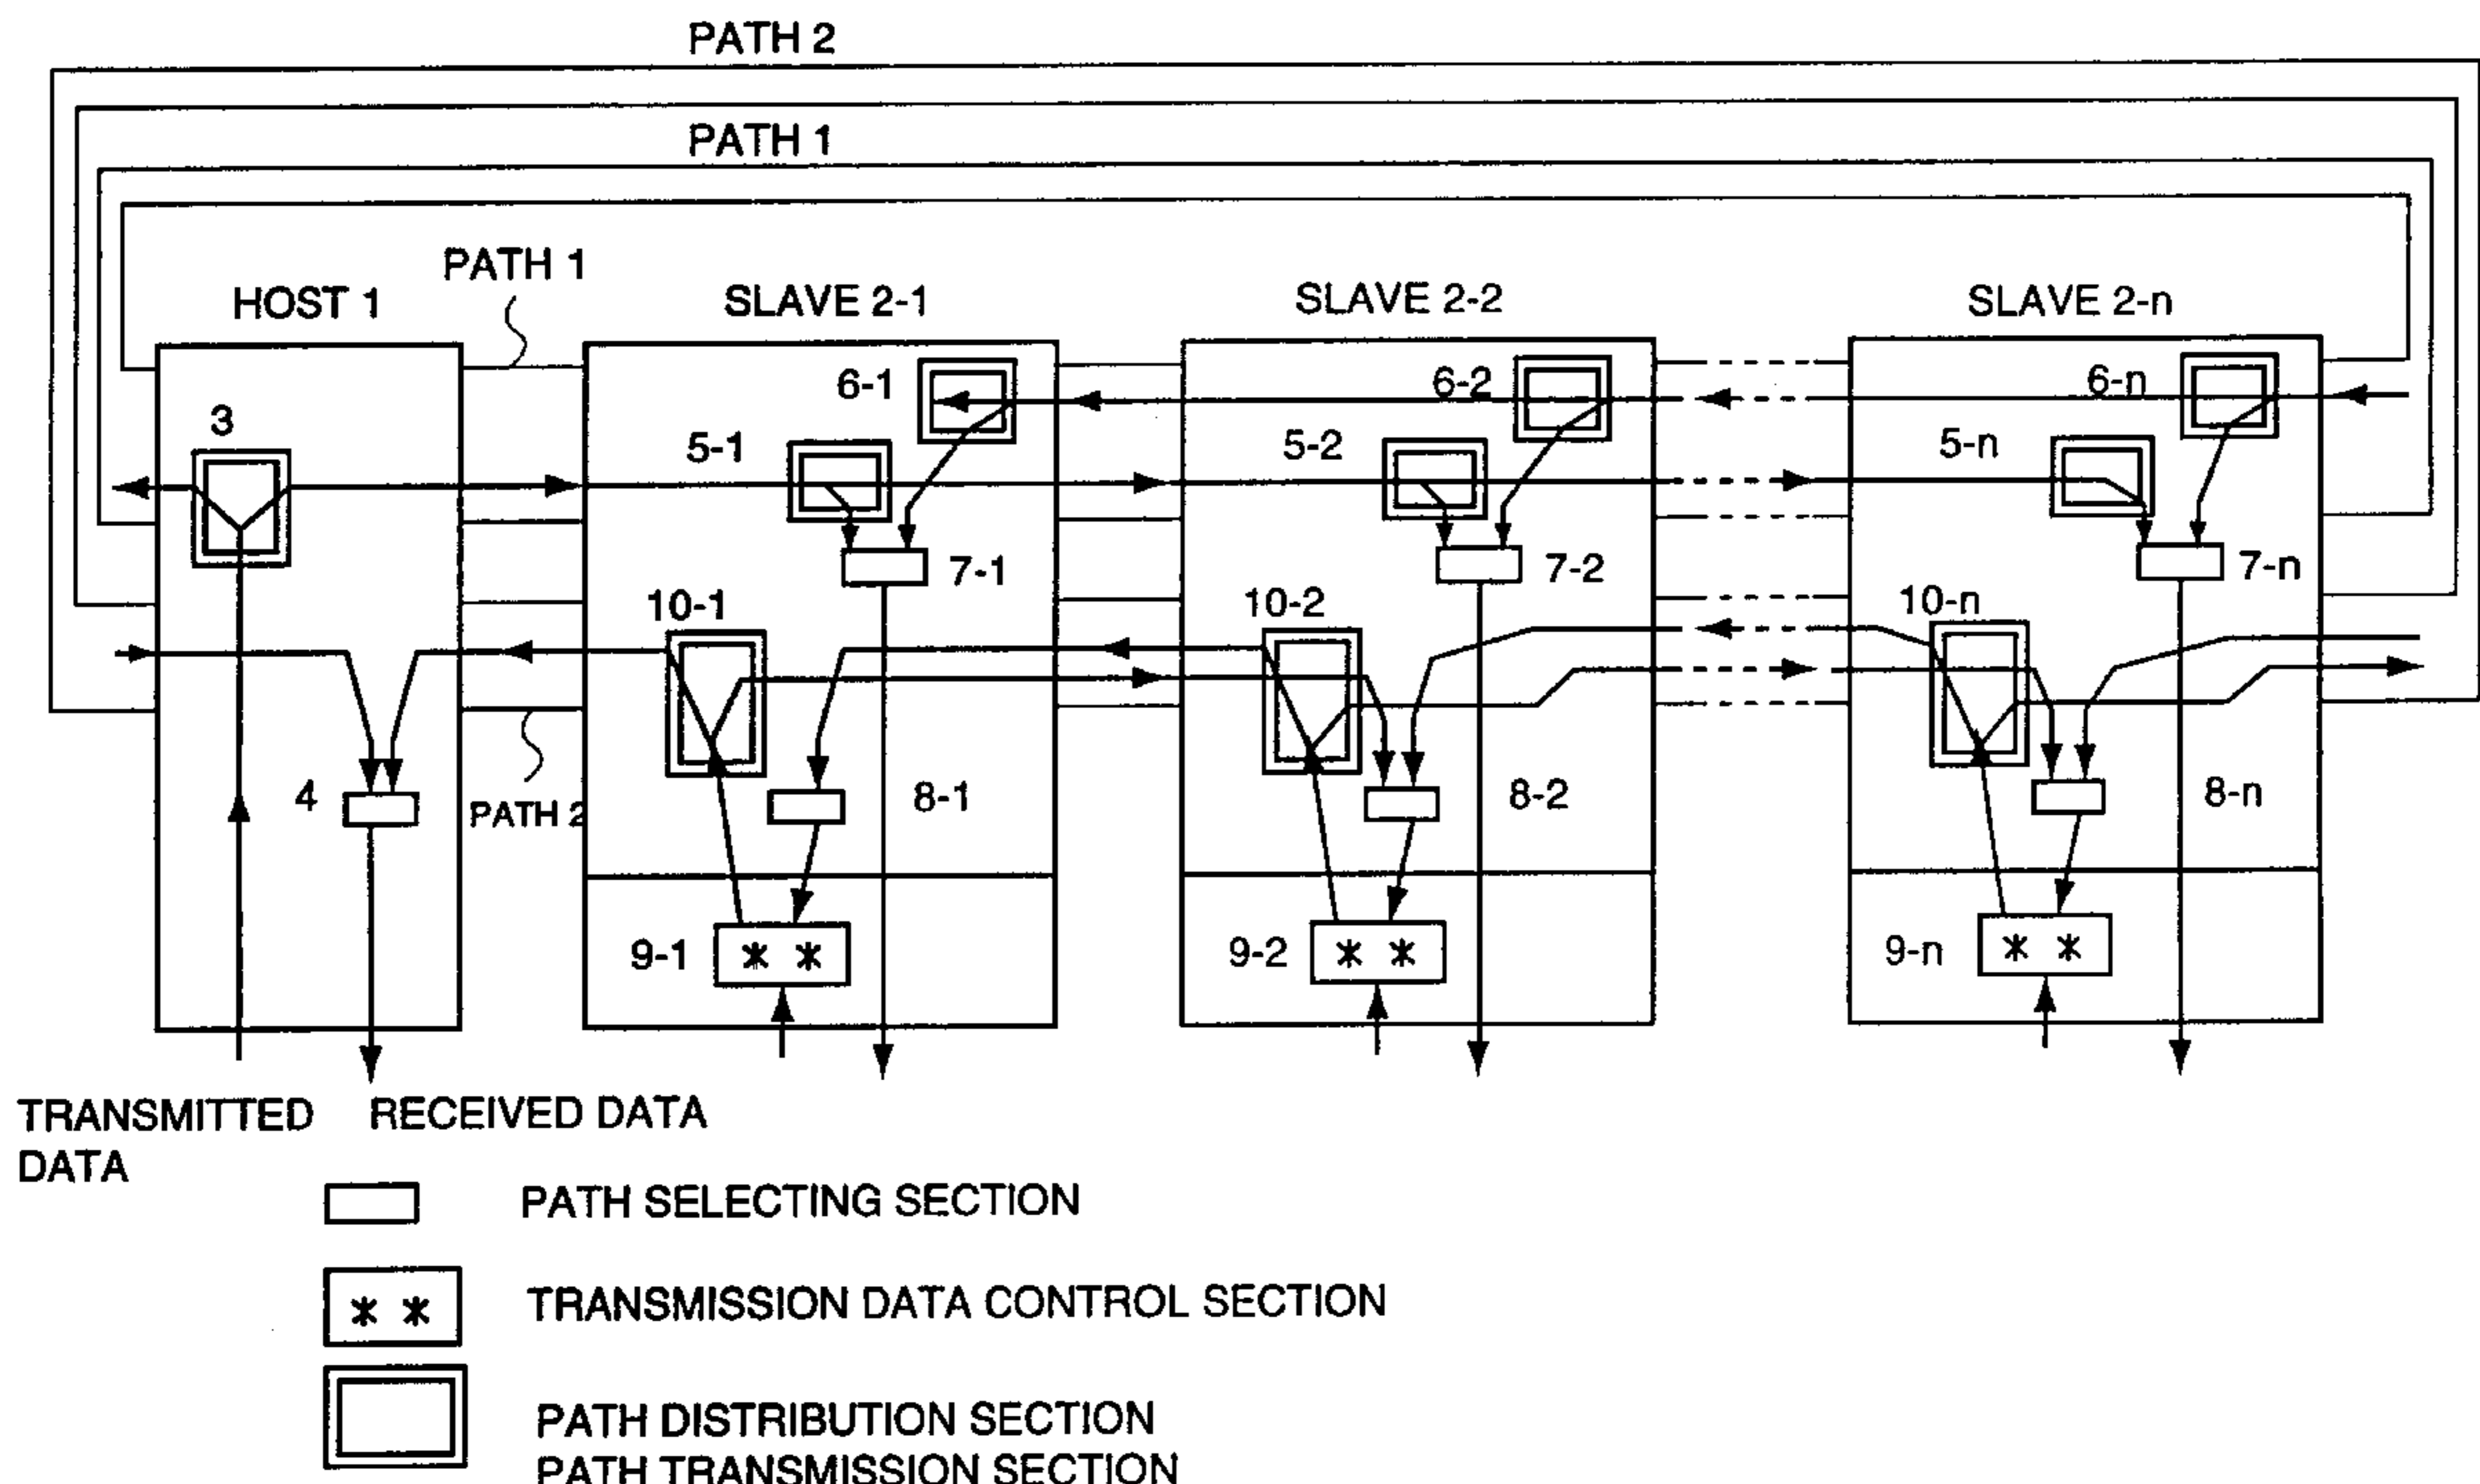 PATH 2
PATH 1
PATH 1
HOST 1
SLAVE 2-1
SLAVE 2-2
SLAVE 2-n
6-1
6-2
6-n
3
5-1
5-2
5-n
7-1
7-2
7-n
10-1
10-2
10-n
4
PATH 2
8-1
8-2
8-n
9-1
* *
9-2
* *
9-n
* *
TRANSMITTED DATA
RECEIVED DATA
PATH SELECTING SECTION
* *
TRANSMISSION DATA CONTROL SECTION
PATH DISTRIBUTION SECTION
PATH TRANSMISSION SECTION